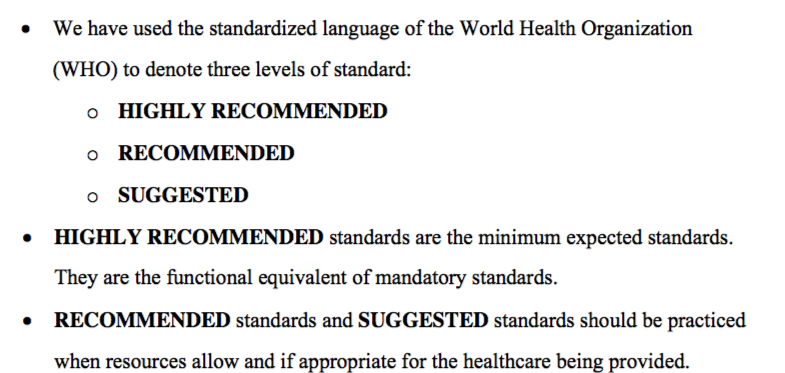 • We have used the standardized language of the World Health Organization
(WHO) to denote three levels of standard:
o HIGHLY RECOMMENDED
o RECOMMENDED
o SUGGESTED
• HIGHLY RECOMMENDED standards are the minimum expected standards.
They are the functional equivalent of mandatory standards.
• RECOMMENDED standards and SUGGESTED standards should be practiced
when resources allow and if appropriate for the healthcare being provided.